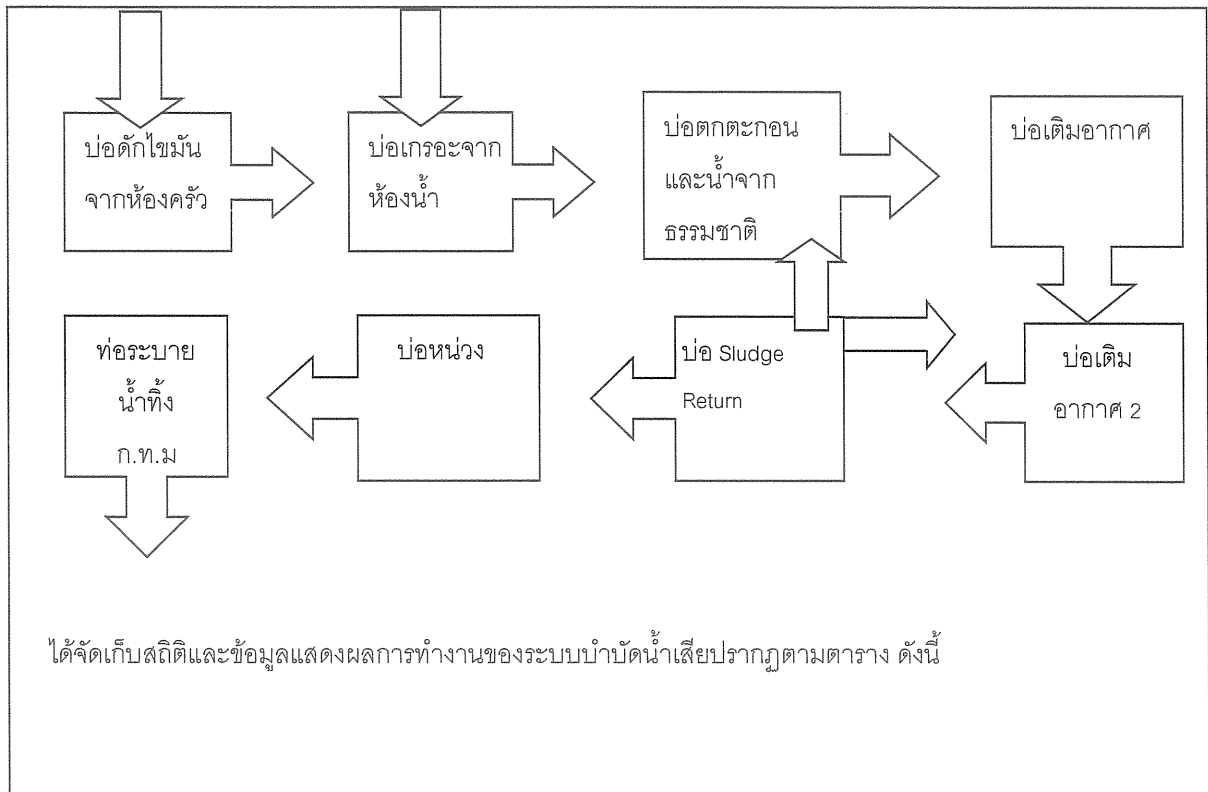 บ่อดักไขมัน
จากห้องครัว
บ่อเกรอะจาก
ห้องน้ำ
บ่อตกตะกอน
และน้ำจาก
ธรรมชาติ
บ่อเติมอากาศ
ท่อระบาย
น้ำทิ้ง
ก.ท.ม
บ่อหน่วง
บ่อ Sludge
Return
บ่อเติม
อากาศ 2
ได้จัดเก็บสถิติและข้อมูลแสดงผลการทำงานของระบบบำบัดน้ำเสียปรากฏตามตาราง ดังนี้